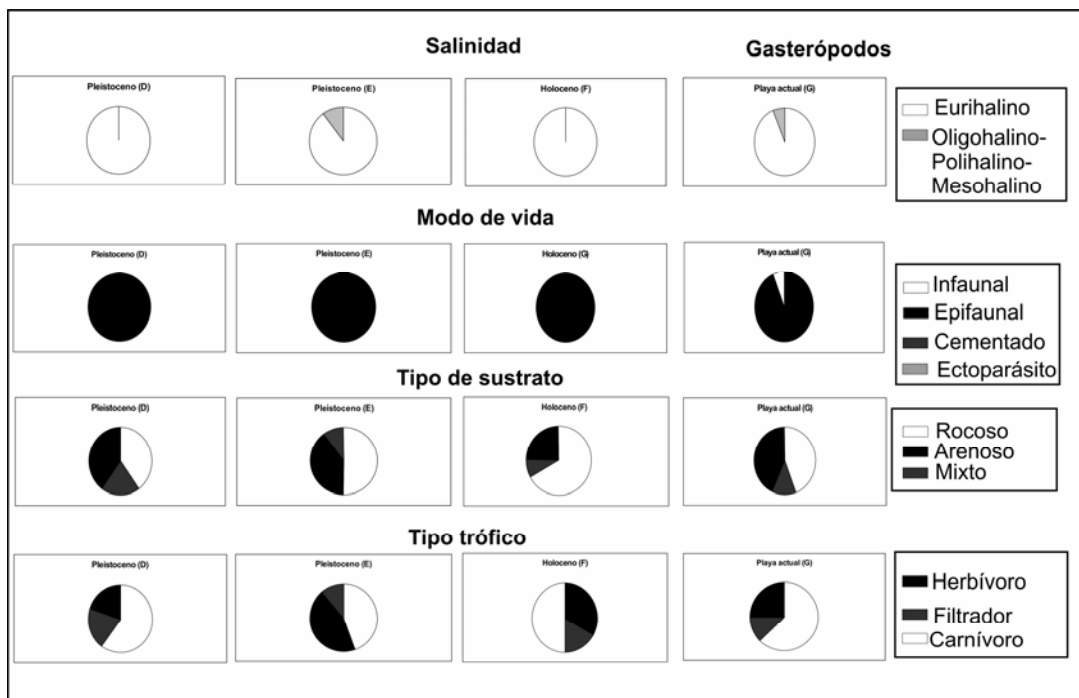 Salinidad
Gasterópodos
Pleistoceno (D)
Pleistoceno (E)
Holoceno (F)
Playa actual (G)
Eurihalino
Oligohalino-
Polihalino-
Mesohalino
Modo de vida
Pleistoceno (D)
Pleistoceno (E)
Holoceno (G)
Playa actual (G)
Infaunal
Epifaunal
Cementado
Ectoparásito
Tipo de sustrato
Pleistoceno (D)
Pleistoceno (E)
Holoceno (F)
Playa actual (G)
Rocoso
Arenoso
Mixto
Tipo trófico
Pleistoceno (D)
Pleistoceno (E)
Holoceno (F)
Playa actual (G)
Herbívoro
Filtrador
Carnívoro